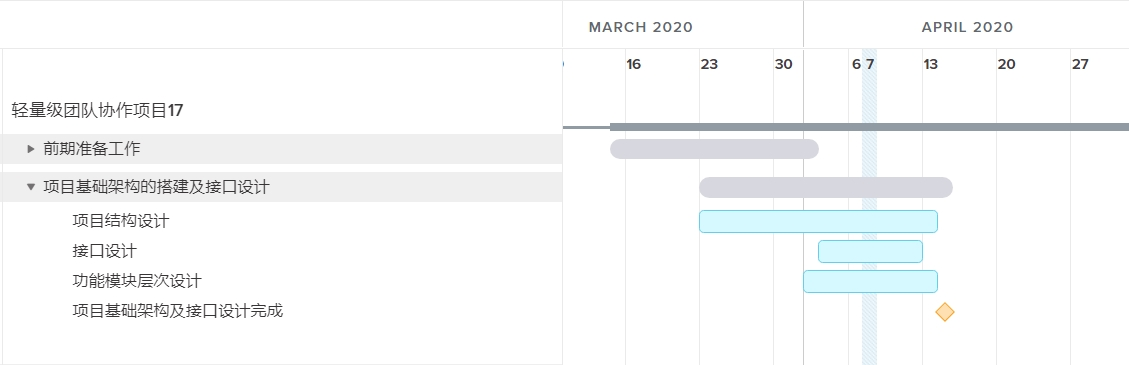 MARCH 2020 APRIL 2020
16 23 30 6 7 13 20 27
轻量级团队协作项目17
前期准备工作
项目基础架构的搭建及接口设计
项目结构设计
接口设计
功能模块层次设计
项目基础架构及接口设计完成